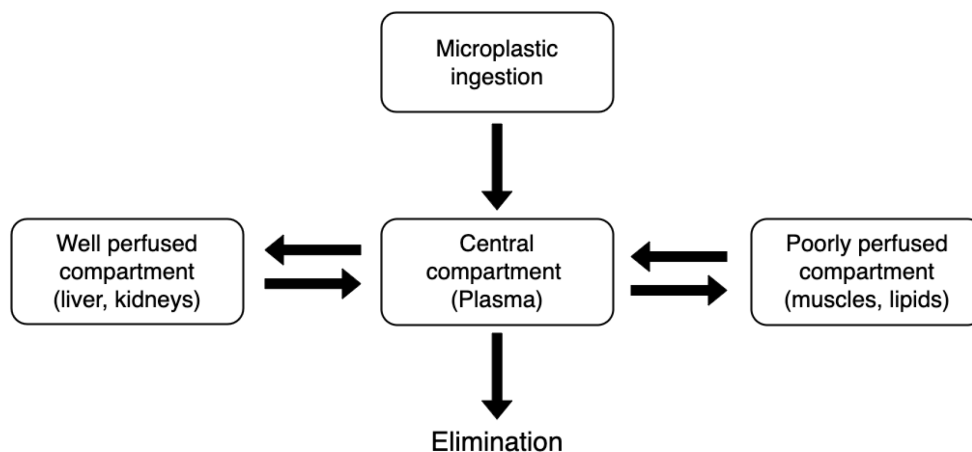 Microplastic
ingestion
Well perfused
compartment
(liver, kidneys)
Central
compartment
(Plasma)
Poorly perfused
compartment
(muscles, lipids)
Elimination